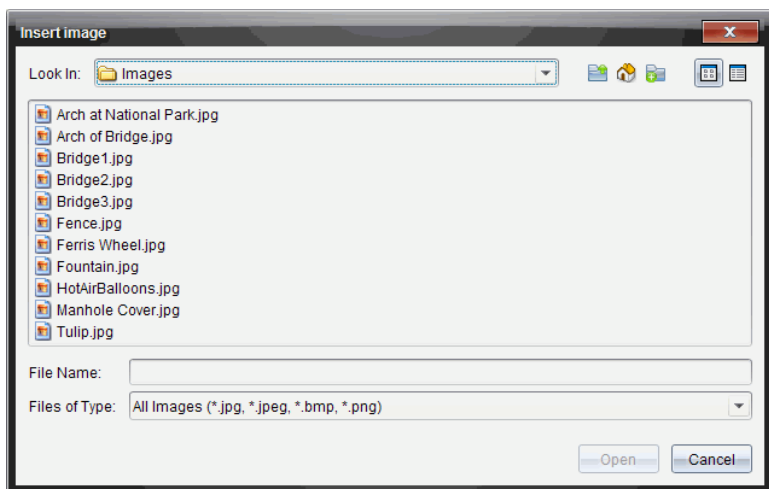 Insert image
Look In: Images
Arch at National Park.jpg
Arch of Bridge.jpg
Bridge1.jpg
Bridge2.jpg
Bridge3.jpg
Fence.jpg
Ferris Wheel.jpg
Fountain.jpg
HotAirBalloons.jpg
Manhole Cover.jpg
Tulip.jpg
File Name:
Files of Type: All Images (*.jpg, *.jpeg, *.bmp, *.png)
Open Cancel